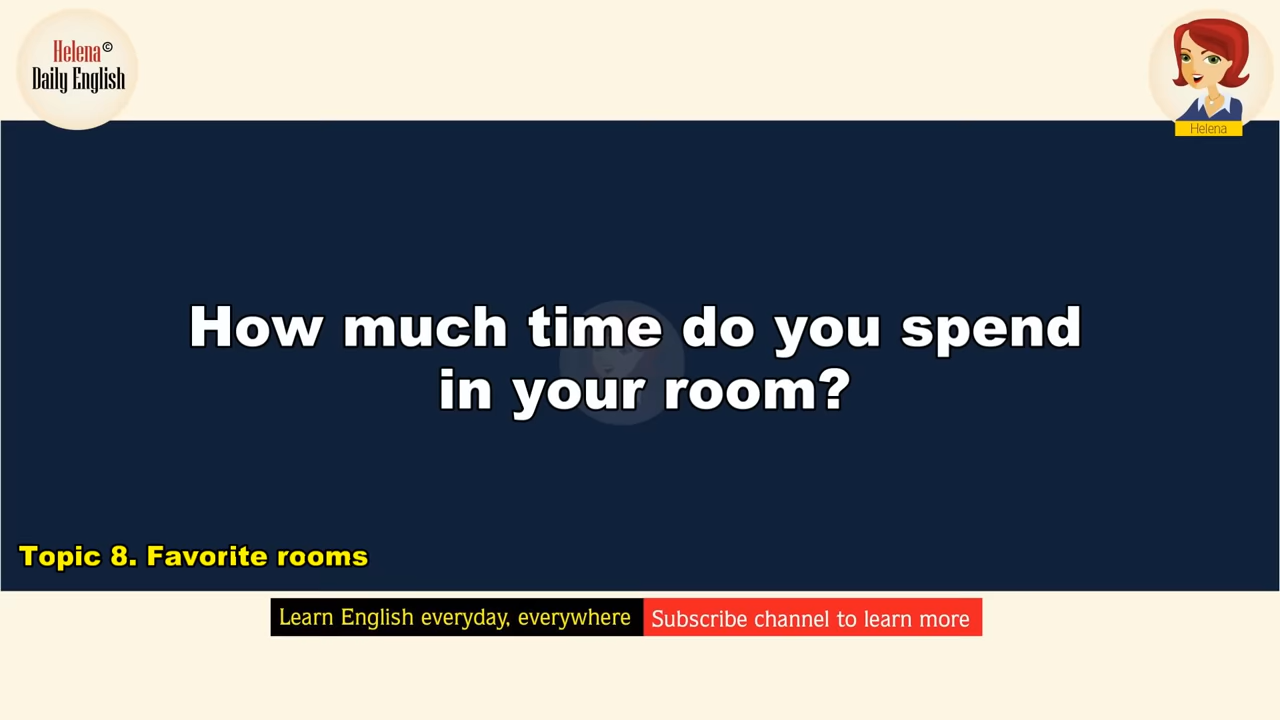 Helena©
Daily English
Helena
How much time do you spend
in your room?
Topic 8. Favorite rooms
Learn English everyday, everywhere
Subscribe channel to learn more